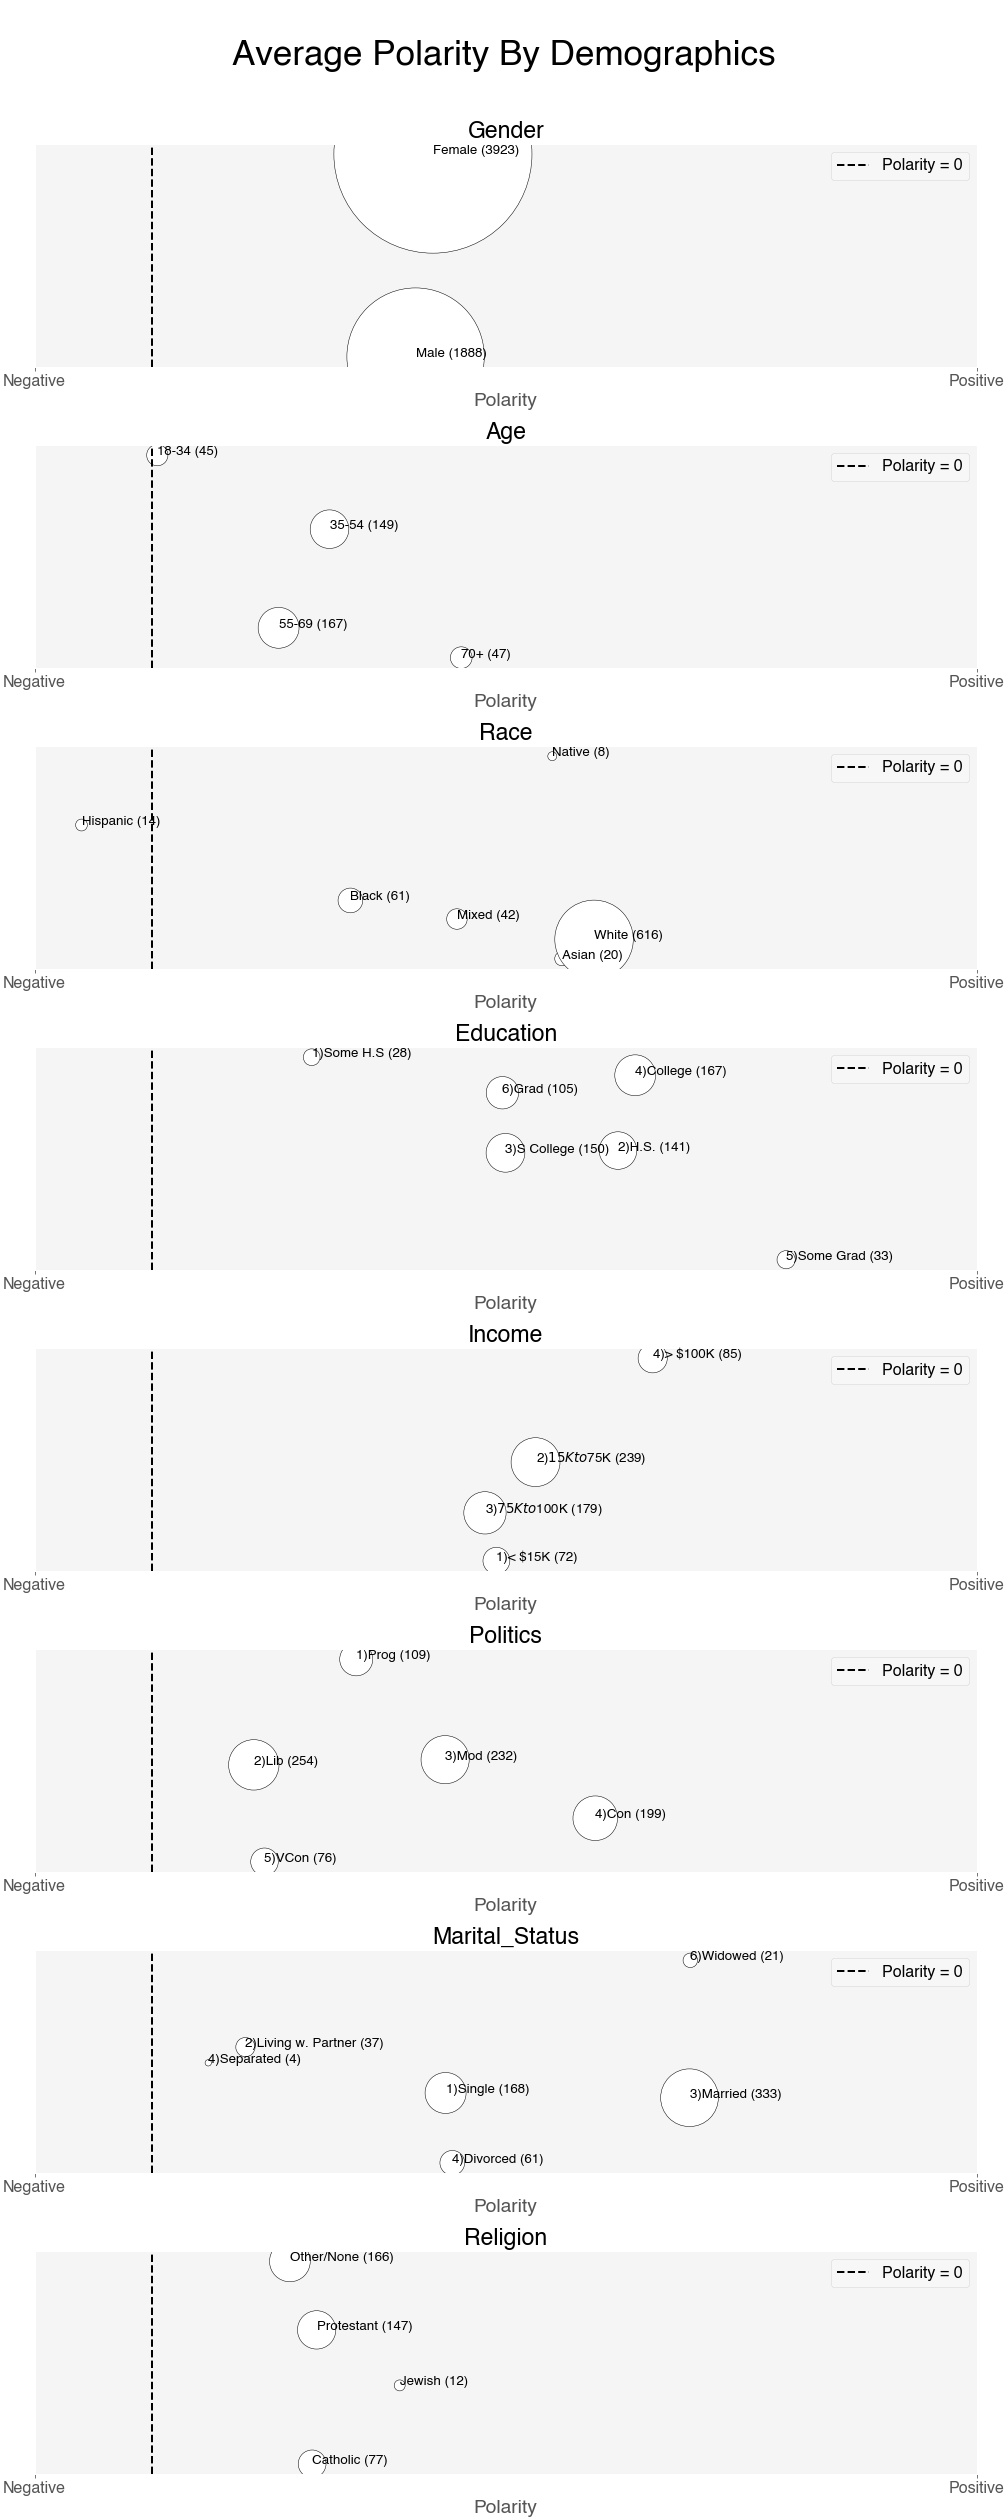 Average Polarity By Demographics
Gender
Female (3923)
Polarity = 0
Male (1888)
Negative
Positive
Polarity
Age
18-34 (45)
Polarity = 0
35-54 (149)
55-69 (167)
70+ (47)
Negative
Positive
Polarity
Race
Native (8)
Polarity = 0
Hispanic (14)
Black (61)
Mixed (42)
White (616)
Asian (20)
Negative
Positive
Polarity
Education
1)Some H.S (28)
Polarity = 0
4)College (167)
6)Grad (105)
3)S College (150)
2)H.S. (141)
5)Some Grad (33)
Negative
Positive
Polarity
Income
4)> $100K (85)
Polarity = 0
2)15Kto75K (239)
3)75Kto100K (179)
1)< $15K (72)
Negative
Positive
Polarity
Politics
1)Prog (109)
Polarity = 0
2)Lib (254)
3)Mod (232)
4)Con (199)
5)VCon (76)
Negative
Positive
Polarity
Marital_Status
6)Widowed (21)
Polarity = 0
2)Living w. Partner (37)
4)Separated (4)
1)Single (168)
3)Married (333)
4)Divorced (61)
Negative
Positive
Polarity
Religion
Other/None (166)
Polarity = 0
Protestant (147)
Jewish (12)
Catholic (77)
Negative
Positive
Polarity